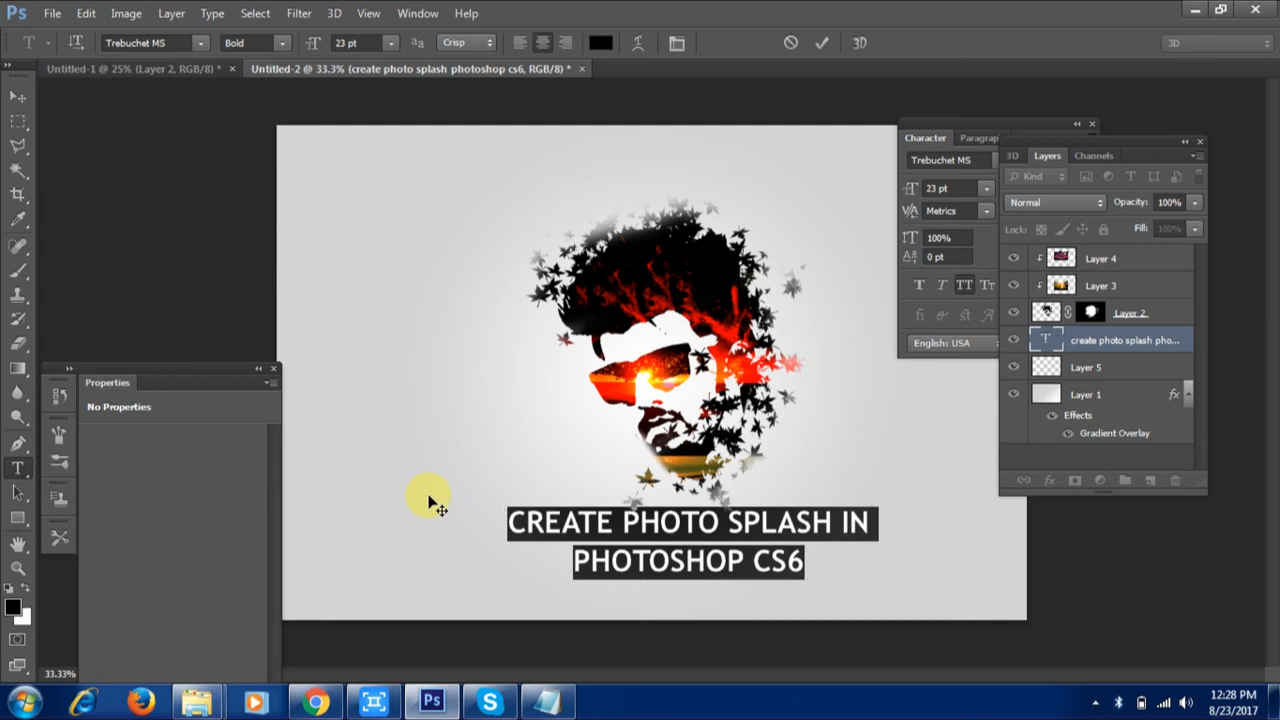 Ps File Edit Image Layer Type Select Filter 3D View Window Help
T Trebuchet MS Bold 23 pt Crisp 3D 3D
Untitled-1 @ 25% (Layer 2, RGB/8) * × Untitled-2 @ 33.3% (create photo splash photoshop cs6, RGB/8) * ×
Character Paragrap
Trebuchet MS
23 pt
Metrics
100%
0 pt
English: USA
3D Layers Channels
Kind
Normal Opacity: 100%
Lock: Fill: 100%
Layer 4
Layer 3
Layer 2
create photo splash pho...
Layer 5
Layer 1 fx
Effects
Gradient Overlay
Properties
No Properties
CREATE PHOTO SPLASH IN
PHOTOSHOP CS6
33.33%
12:28 PM
8/23/2017